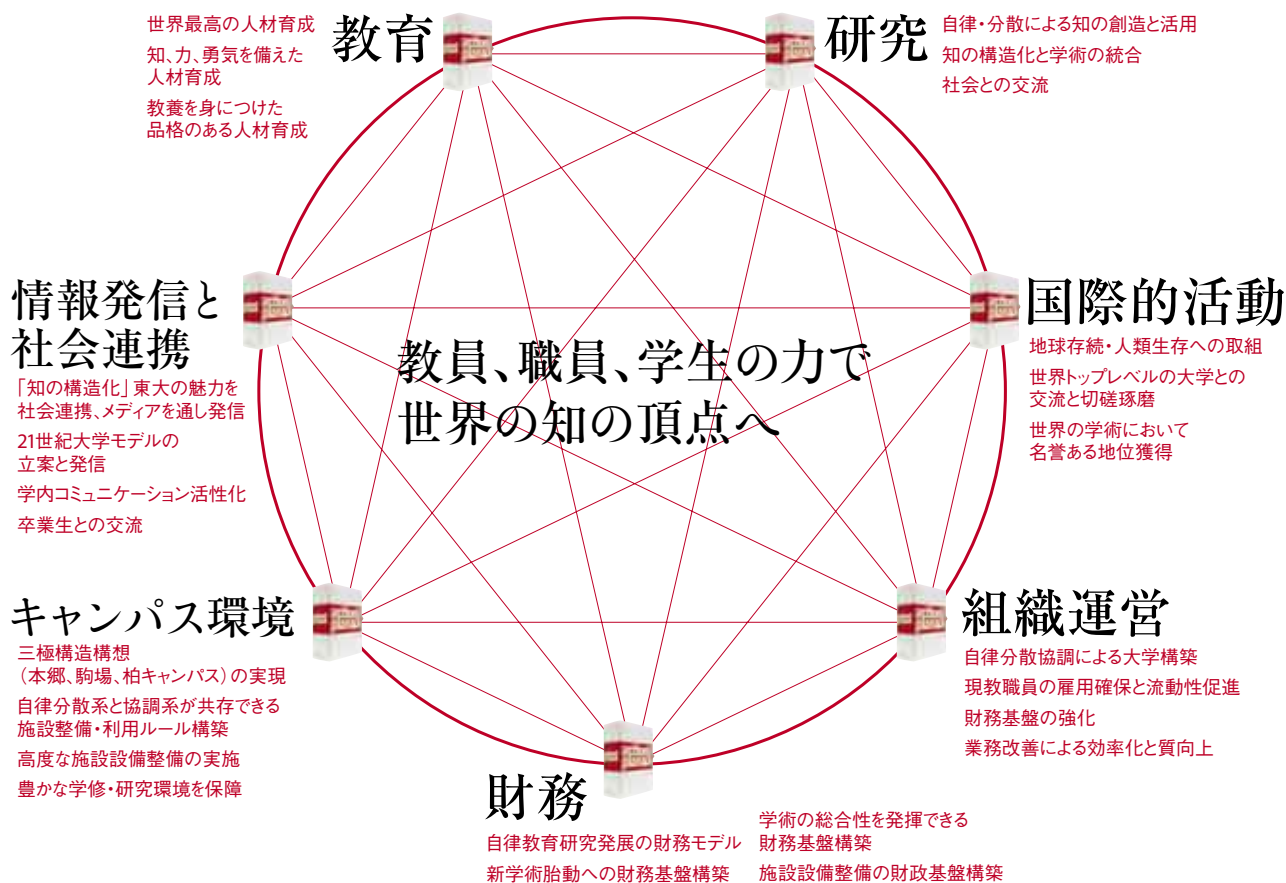 教育
世界最高の人材育成
知、力、勇気を備えた
人材育成
教養を身につけた
品格のある人材育成
研究
自律・分散による知の創造と活用
知の構造化と学術の統合
社会との交流
情報発信と
社会連携
「知の構造化」東大の魅力を
社会連携、メディアを通し発信
21世紀大学モデルの
立案と発信
学内コミュニケーション活性化
卒業生との交流
教員、職員、学生の力で
世界の知の頂点へ
国際的活動
地球存続・人類生存への取組
世界トップレベルの大学との
交流と切磋琢磨
世界の学術において
名誉ある地位獲得
キャンパス環境
三極構造構想
（本郷、駒場、柏キャンパス）の実現
自律分散系と協調系が共存できる
施設整備・利用ルール構築
高度な施設設備整備の実施
豊かな学修・研究環境を保障
組織運営
自律分散協調による大学構築
現教職員の雇用確保と流動性促進
財務基盤の強化
業務改善による効率化と質向上
財務
自律教育研究発展の財務モデル
新学術胎動への財務基盤構築
学術の総合性を発揮できる
財務基盤構築
施設設備整備の財政基盤構築